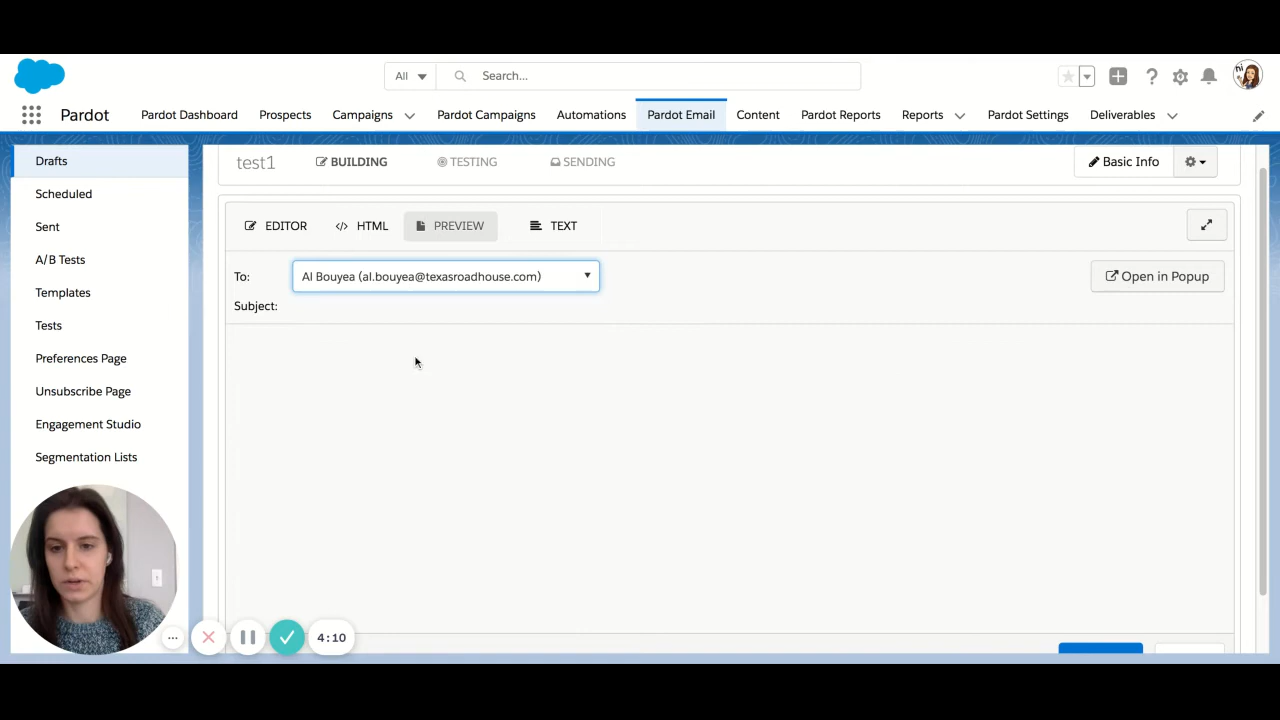 All
Search...
hi
Pardot
Pardot Dashboard
Prospects
Campaigns
Pardot Campaigns
Automations
Pardot Email
Content
Pardot Reports
Reports
Pardot Settings
Deliverables
Drafts
Scheduled
Sent
A/B Tests
Templates
Tests
Preferences Page
Unsubscribe Page
Engagement Studio
Segmentation Lists
test1
BUILDING
TESTING
SENDING
Basic Info
EDITOR
HTML
PREVIEW
TEXT
To:
Al Bouyea (al.bouyea@texasroadhouse.com)
Open in Popup
Subject:
4:10